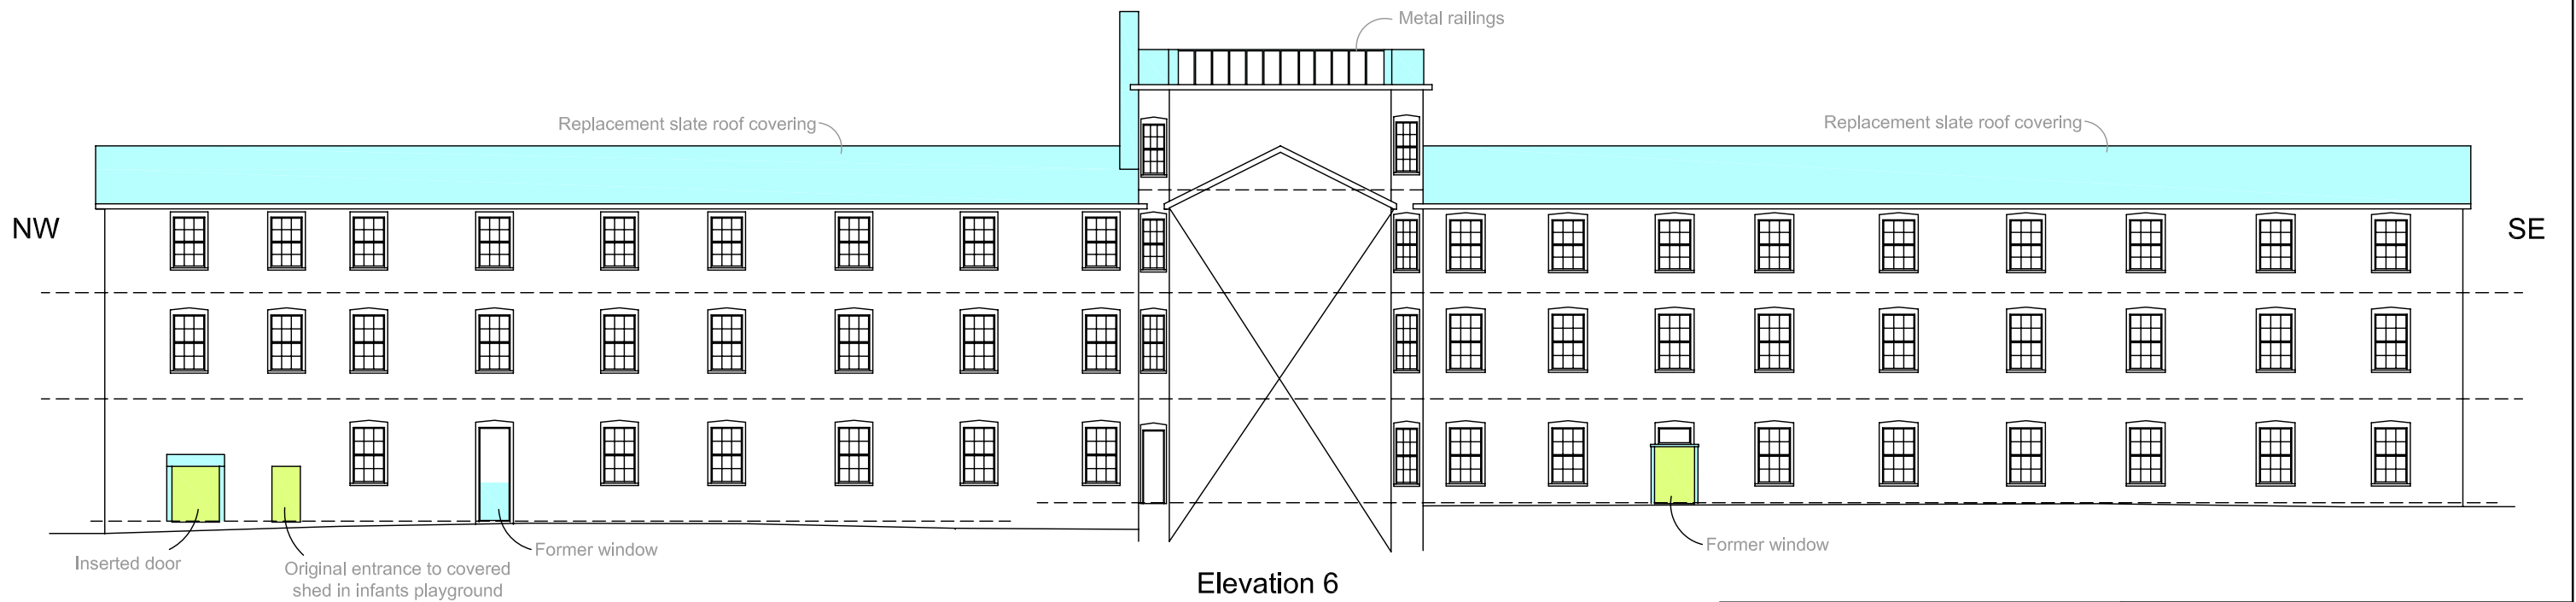 Metal railings
Replacement slate roof covering
Replacement slate roof covering
NW
SE
Inserted door
Original entrance to covered
shed in infants playground
Former window
Former window
Elevation 6